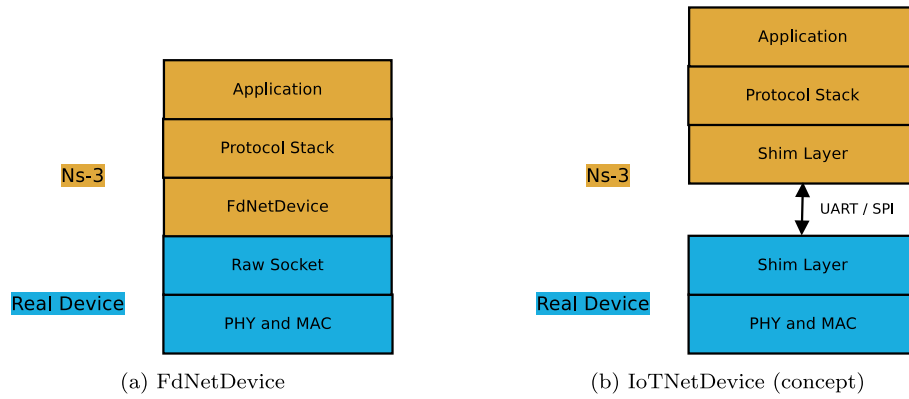 Application
Protocol Stack
Ns-3
FdNetDevice
Raw Socket
Real Device
PHY and MAC
(a) FdNetDevice
Application
Protocol Stack
Shim Layer
Ns-3
UART / SPI
Shim Layer
Real Device
PHY and MAC
(b) IoTNetDevice (concept)